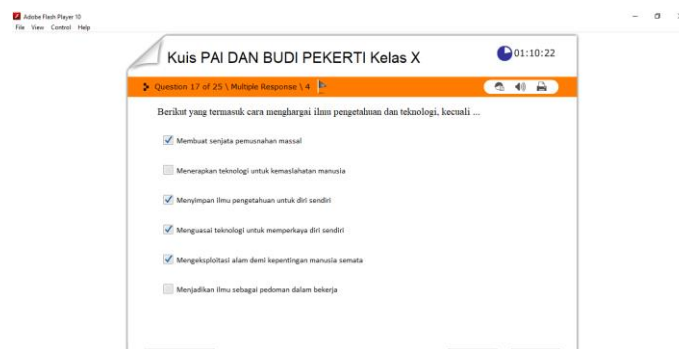 Adobe Flash Player 10
File View Control Help
Kuis PAI DAN BUDI PEKERTI Kelas X
01:10:22
Question 17 of 25 \ Multiple Response \ 4
Berikut yang termasuk cara menghargai ilmu pengetahuan dan teknologi, kecuali ...
Membuat senjata pemusnahan massal
Menerapkan teknologi untuk kemaslahatan manusia
Menyimpan ilmu pengetahuan untuk diri sendiri
Menguasai teknologi untuk memperkaya diri sendiri
Mengeksploitasi alam demi kepentingan manusia semata
Menjadikan ilmu sebagai pedoman dalam bekerja